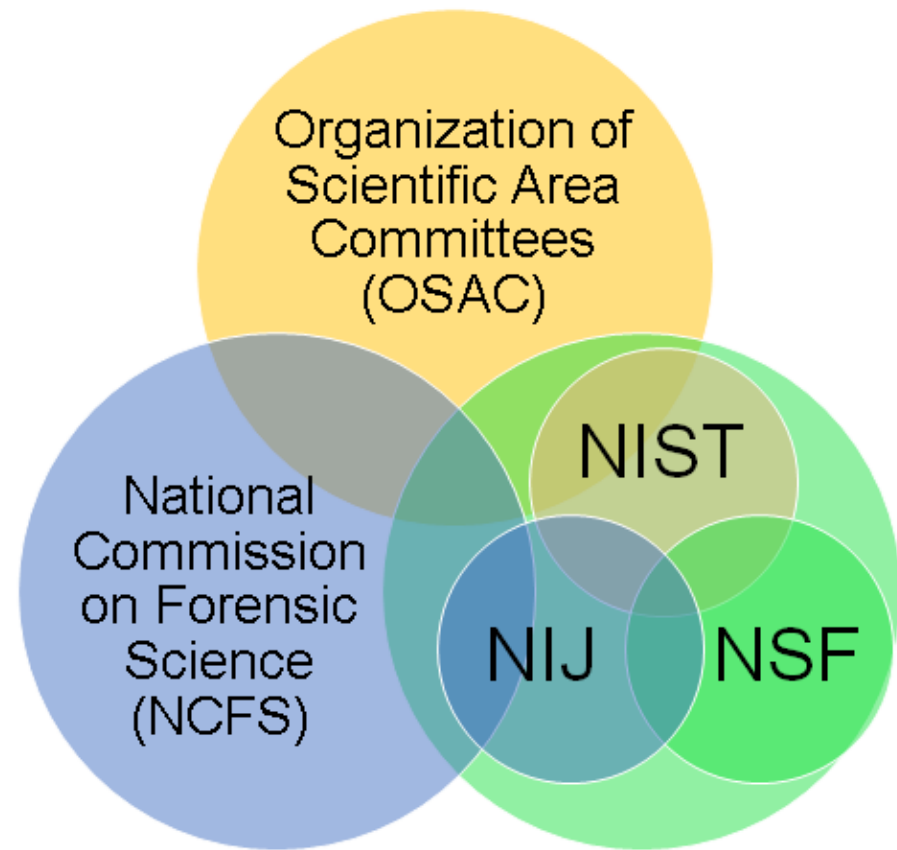 Organization of
Scientific Area
Committees
(OSAC)
NIST
National
Commission
on Forensic
Science
(NCFS)
NIJ
NSF